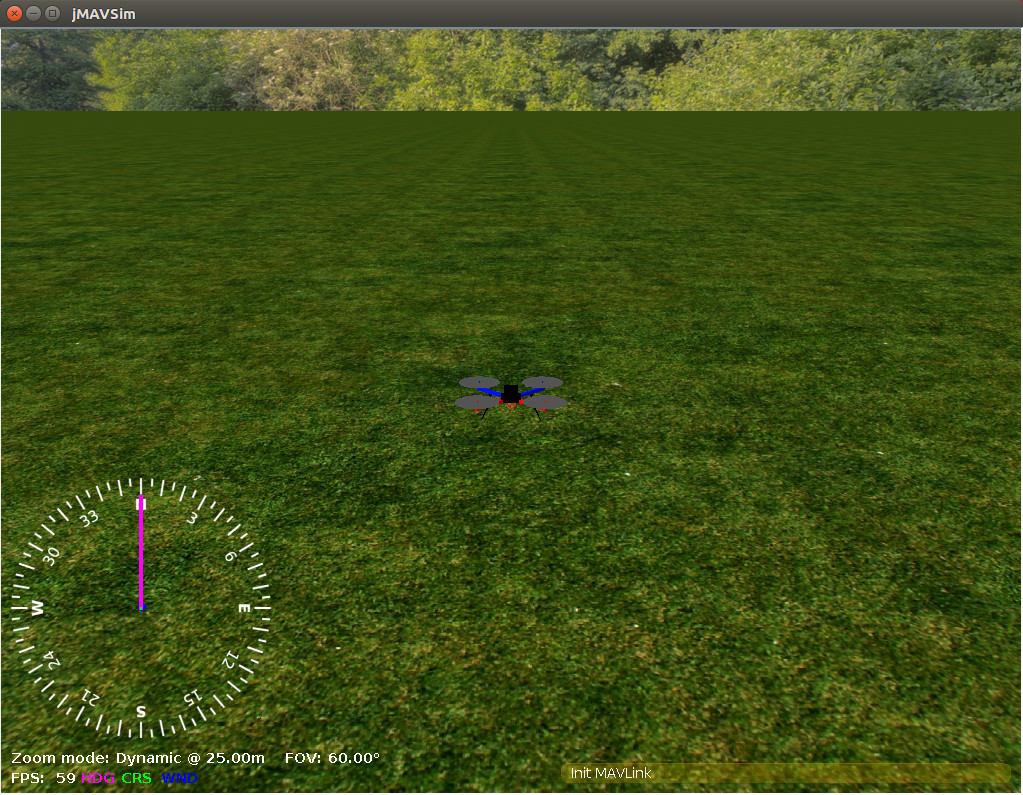 jMAVSim
33
3
30
6
W
E
24
12
21
15
S
Zoom mode: Dynamic @ 25.00m FOV: 60.00°
FPS: 59 HDG CRS WND
Init MAVLink